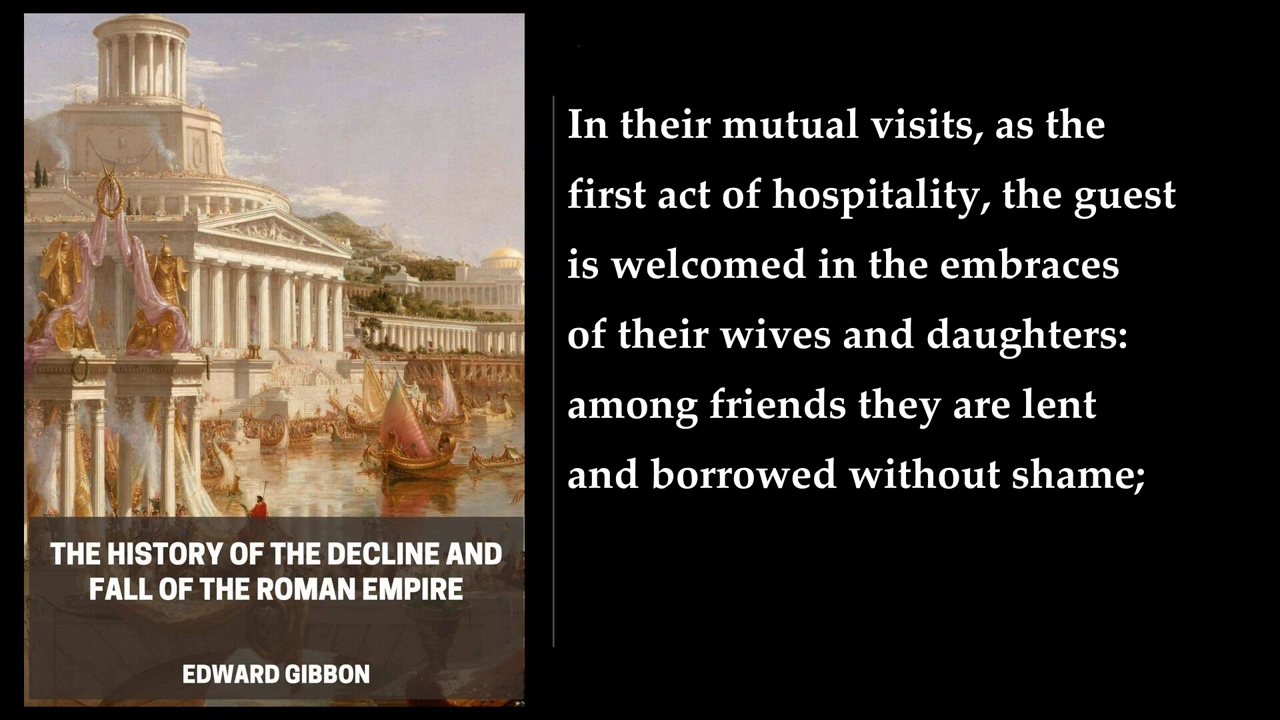 THE HISTORY OF THE DECLINE AND
FALL OF THE ROMAN EMPIRE
EDWARD GIBBON
In their mutual visits, as the
first act of hospitality, the guest
is welcomed in the embraces
of their wives and daughters:
among friends they are lent
and borrowed without shame;